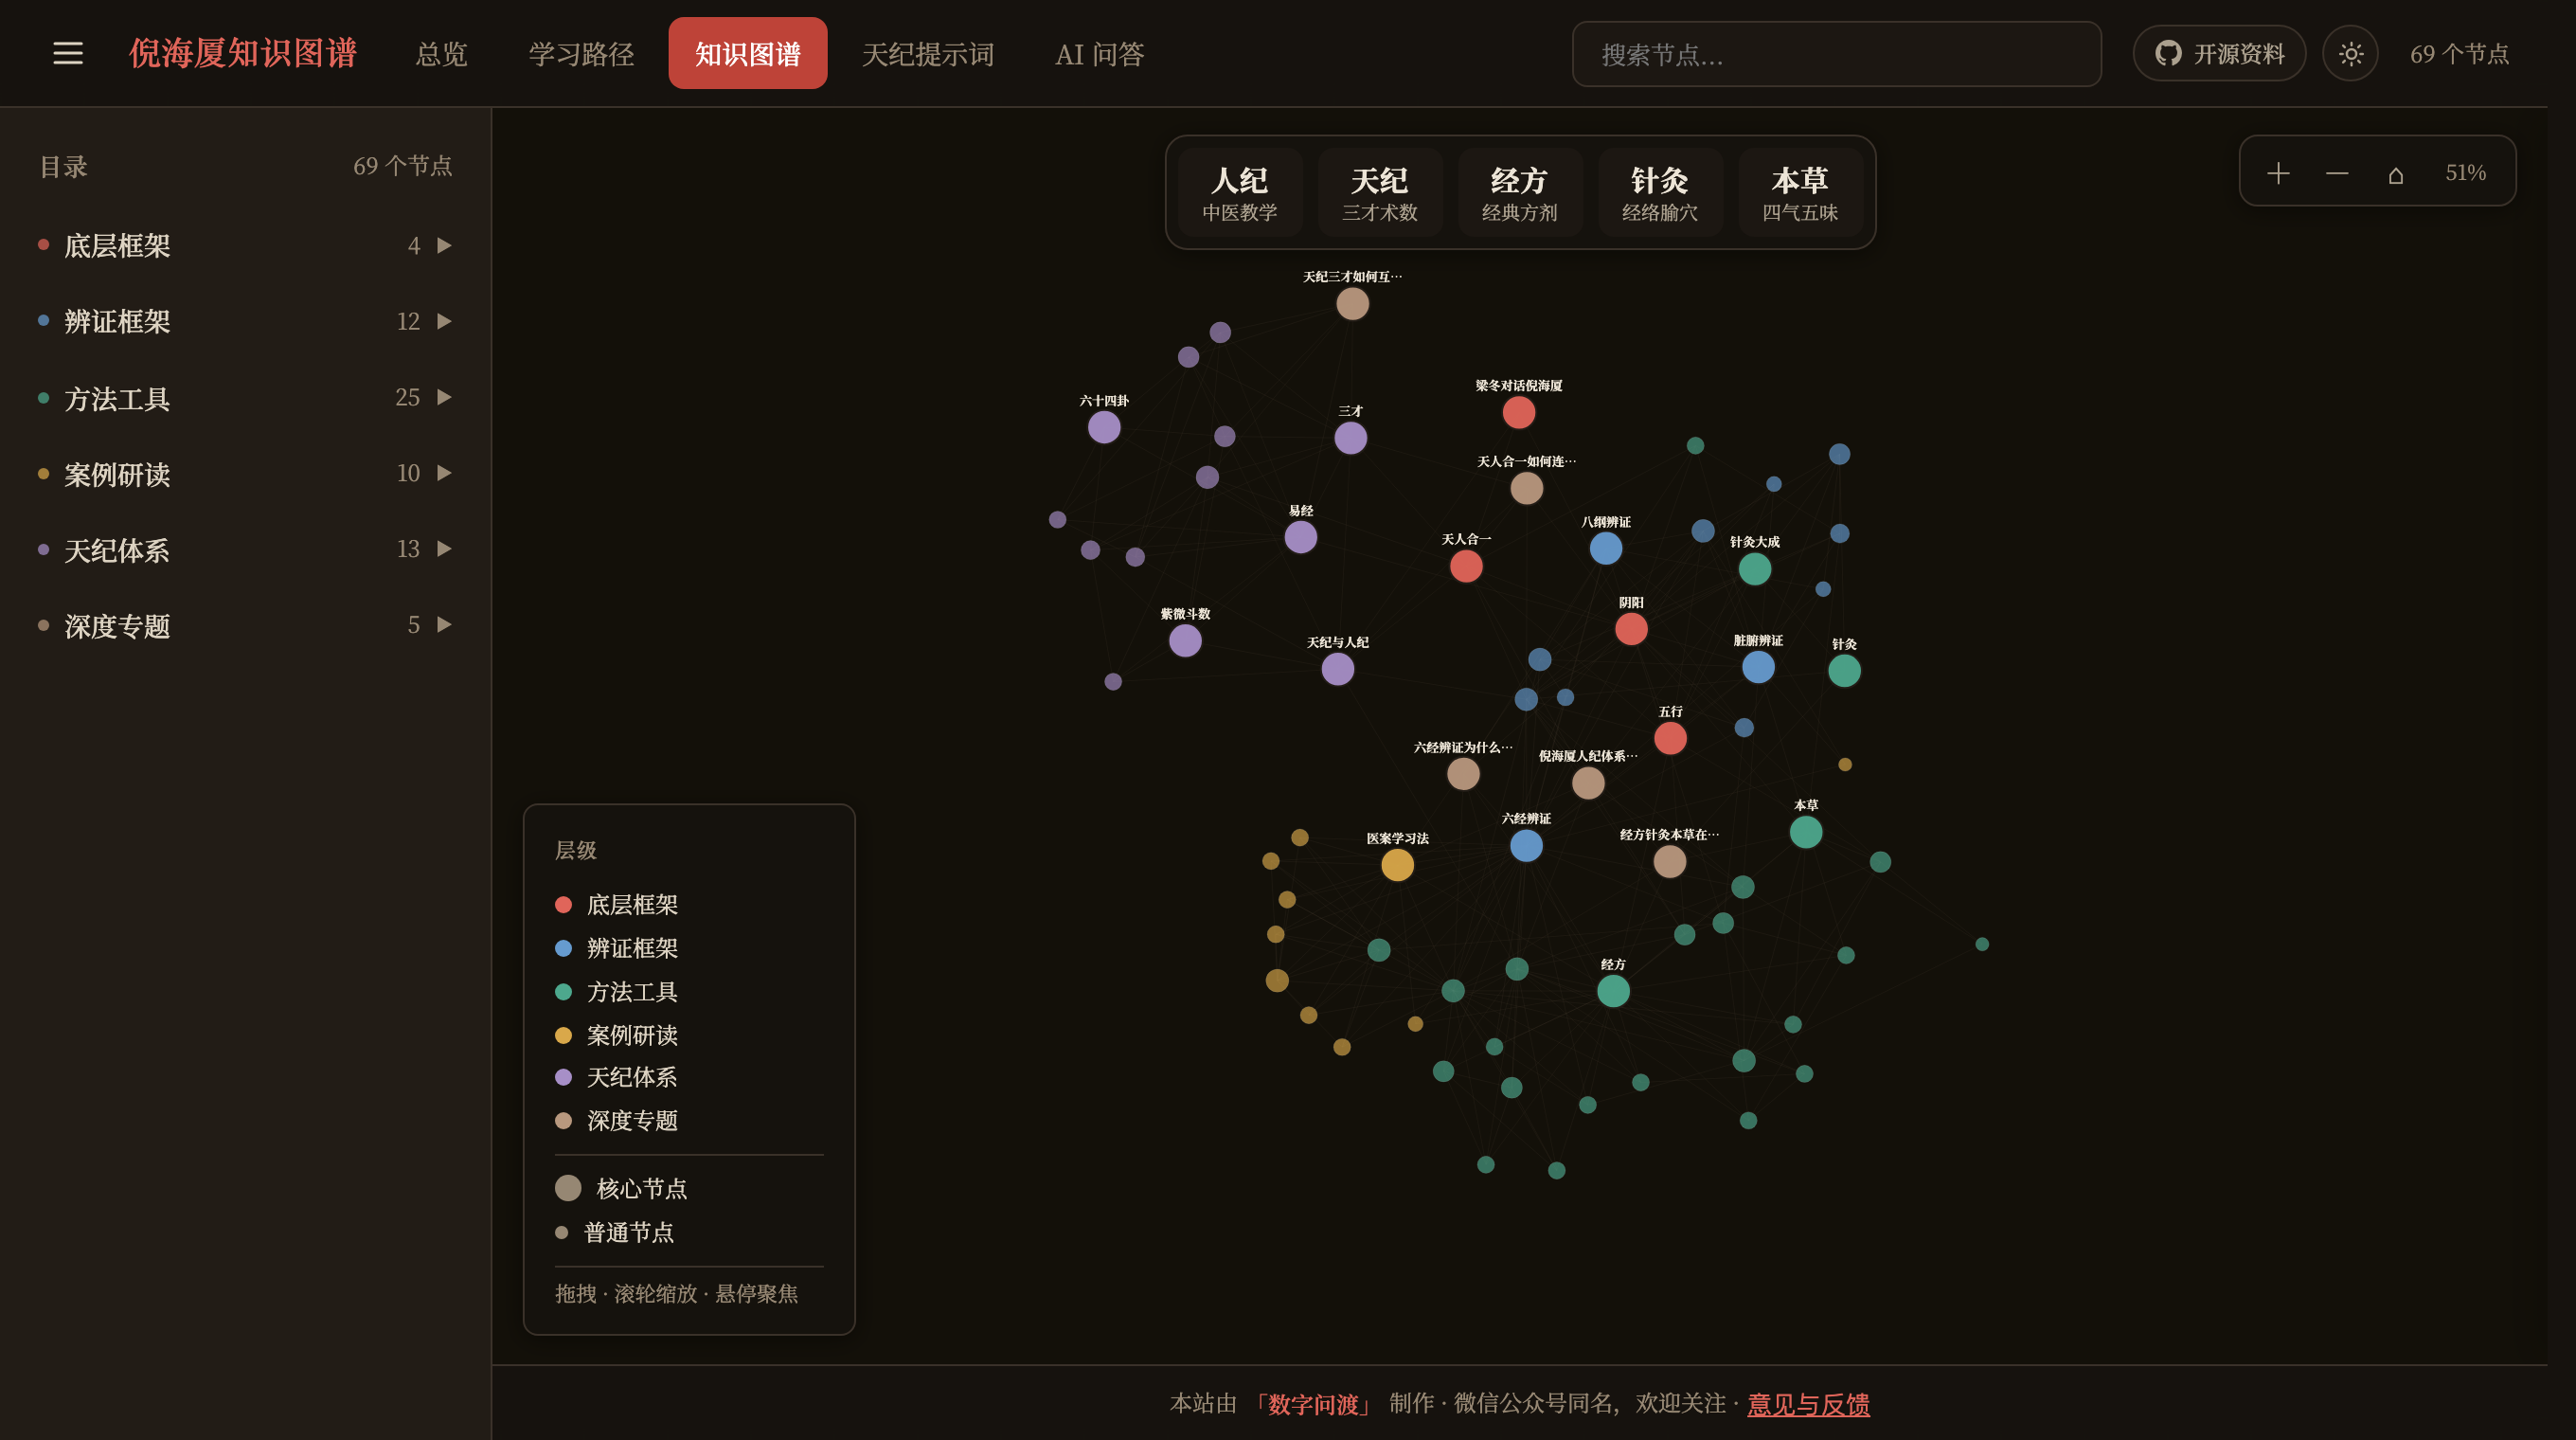 倪海厦知识图谱
总览
学习路径
知识图谱
天纪提示词
AI 问答
搜索节点...
开源资料
69 个节点
目录
69 个节点
底层框架 4
辨证框架 12
方法工具 25
案例研读 10
天纪体系 13
深度专题 5
人纪
中医教学
天纪
三才术数
经方
经典方剂
针灸
经络腧穴
本草
四气五味
51%
天纪三才如何互…
梁冬对话倪海厦
六十四卦
三才
天人合一如何连…
易经
八纲辨证
天人合一
针灸大成
阴阳
紫微斗数
天纪与人纪
脏腑辨证
针灸
五行
六经辨证为什么…
倪海厦人纪体系…
本草
六经辨证
医案学习法
经方针灸本草在…
经方
层级
底层框架
辨证框架
方法工具
案例研读
天纪体系
深度专题
核心节点
普通节点
拖拽 · 滚轮缩放 · 悬停聚焦
本站由 「数字问渡」 制作 · 微信公众号同名，欢迎关注 · 意见与反馈